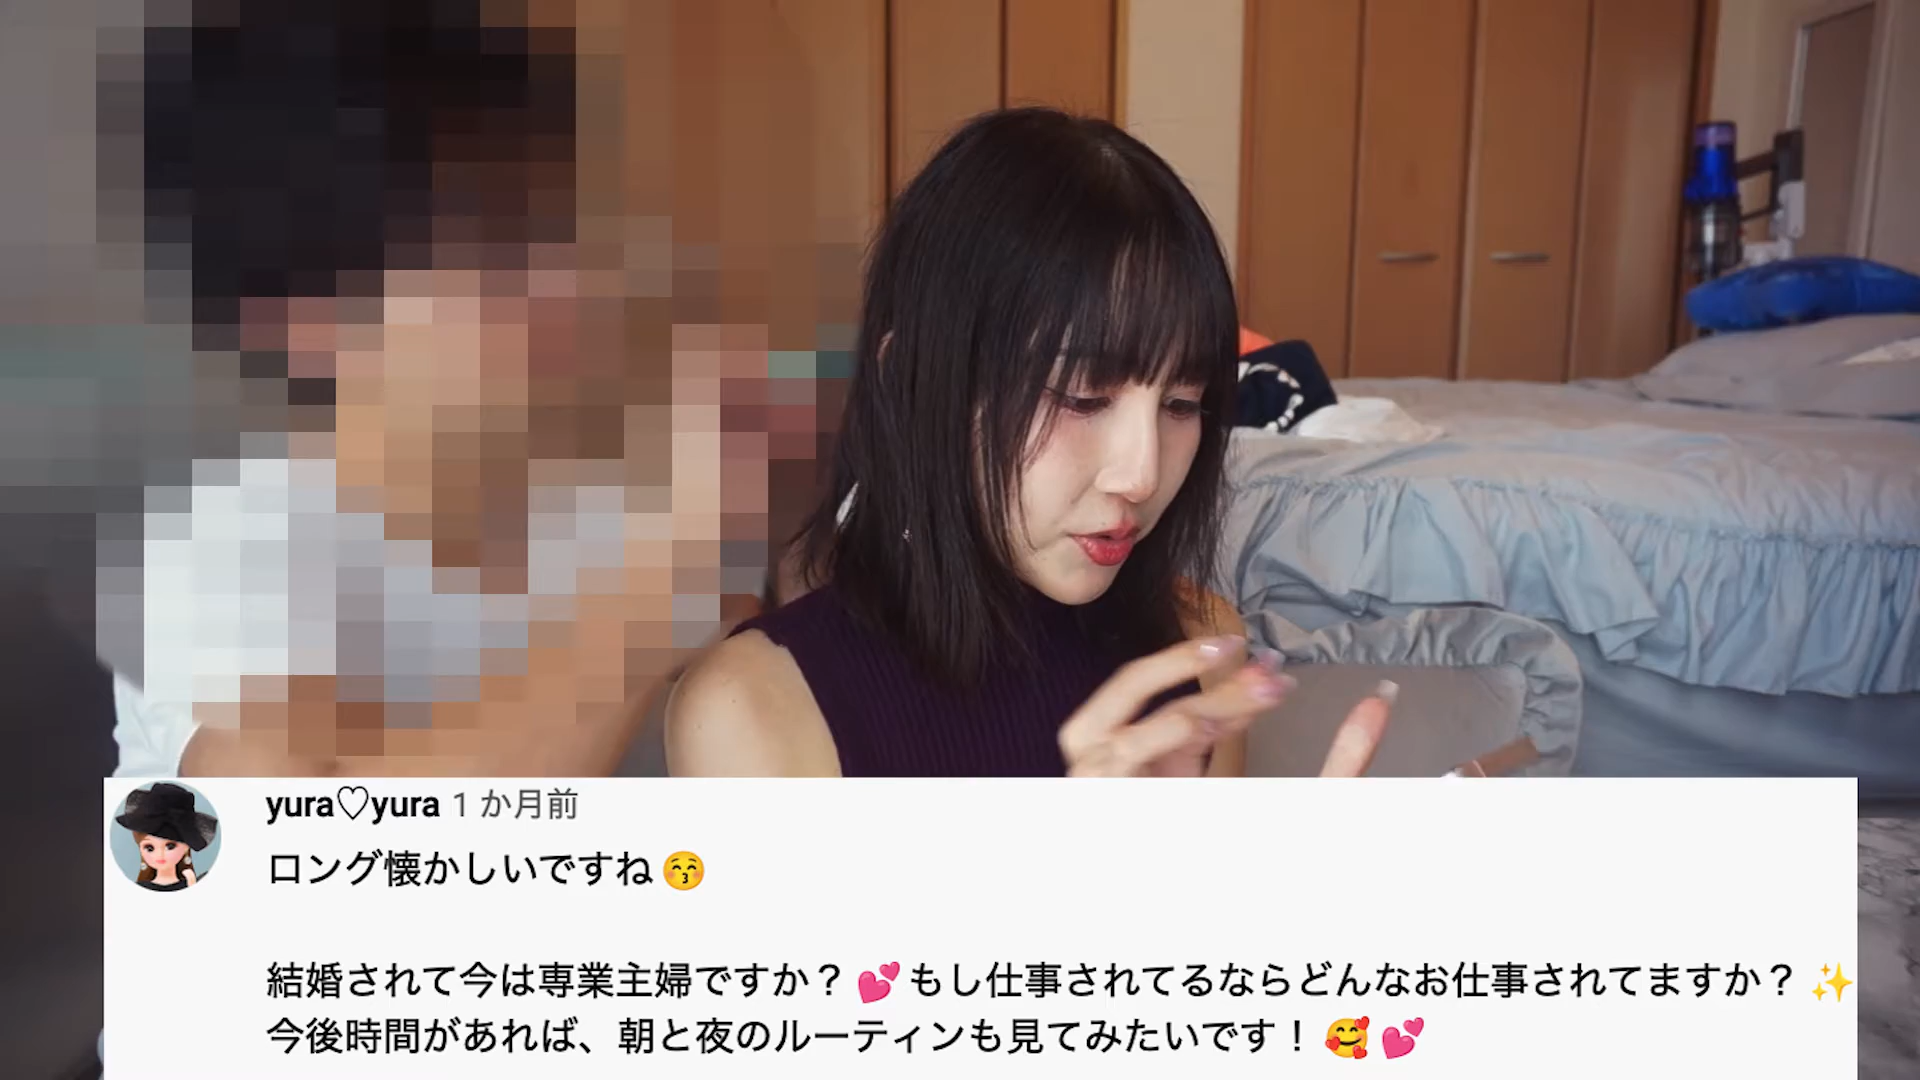 yura♡yura 1 か月前
ロング懐かしいですね😚
結婚されて今は専業主婦ですか？💕もし仕事されてるならどんなお仕事されてますか？✨
今後時間があれば、朝と夜のルーティンも見てみたいです！🥰💕